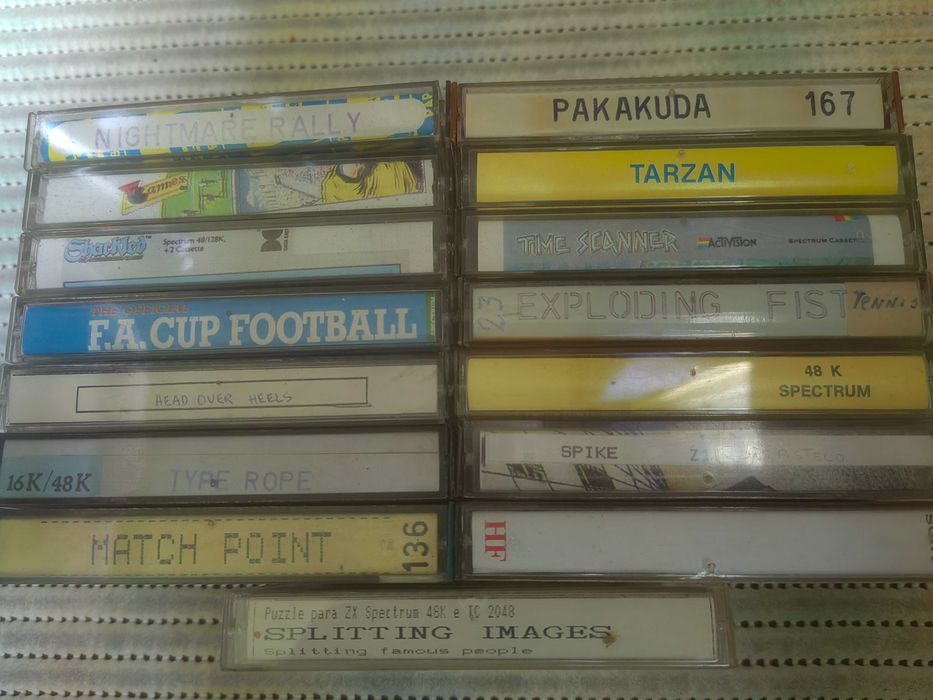 NIGHTMARE RALLY
Games
Shackled™
Spectrum 48/128K,
+2 Cassette
THE OFFICIAL
F.A. CUP FOOTBALL
HEAD OVER HEELS
16K/48K
TYPE ROPE
MATCH POINT
136
PAKAKUDA 167
TARZAN
TIME SCANNER ACTIVISION SPECTRUM CASSETTE
23 EXPLODING FIST Tennis
48 K
SPECTRUM
SPIKE
HF
Puzzle para ZX Spectrum 48K e TC 2048
SPLITTING IMAGES
Splitting famous people